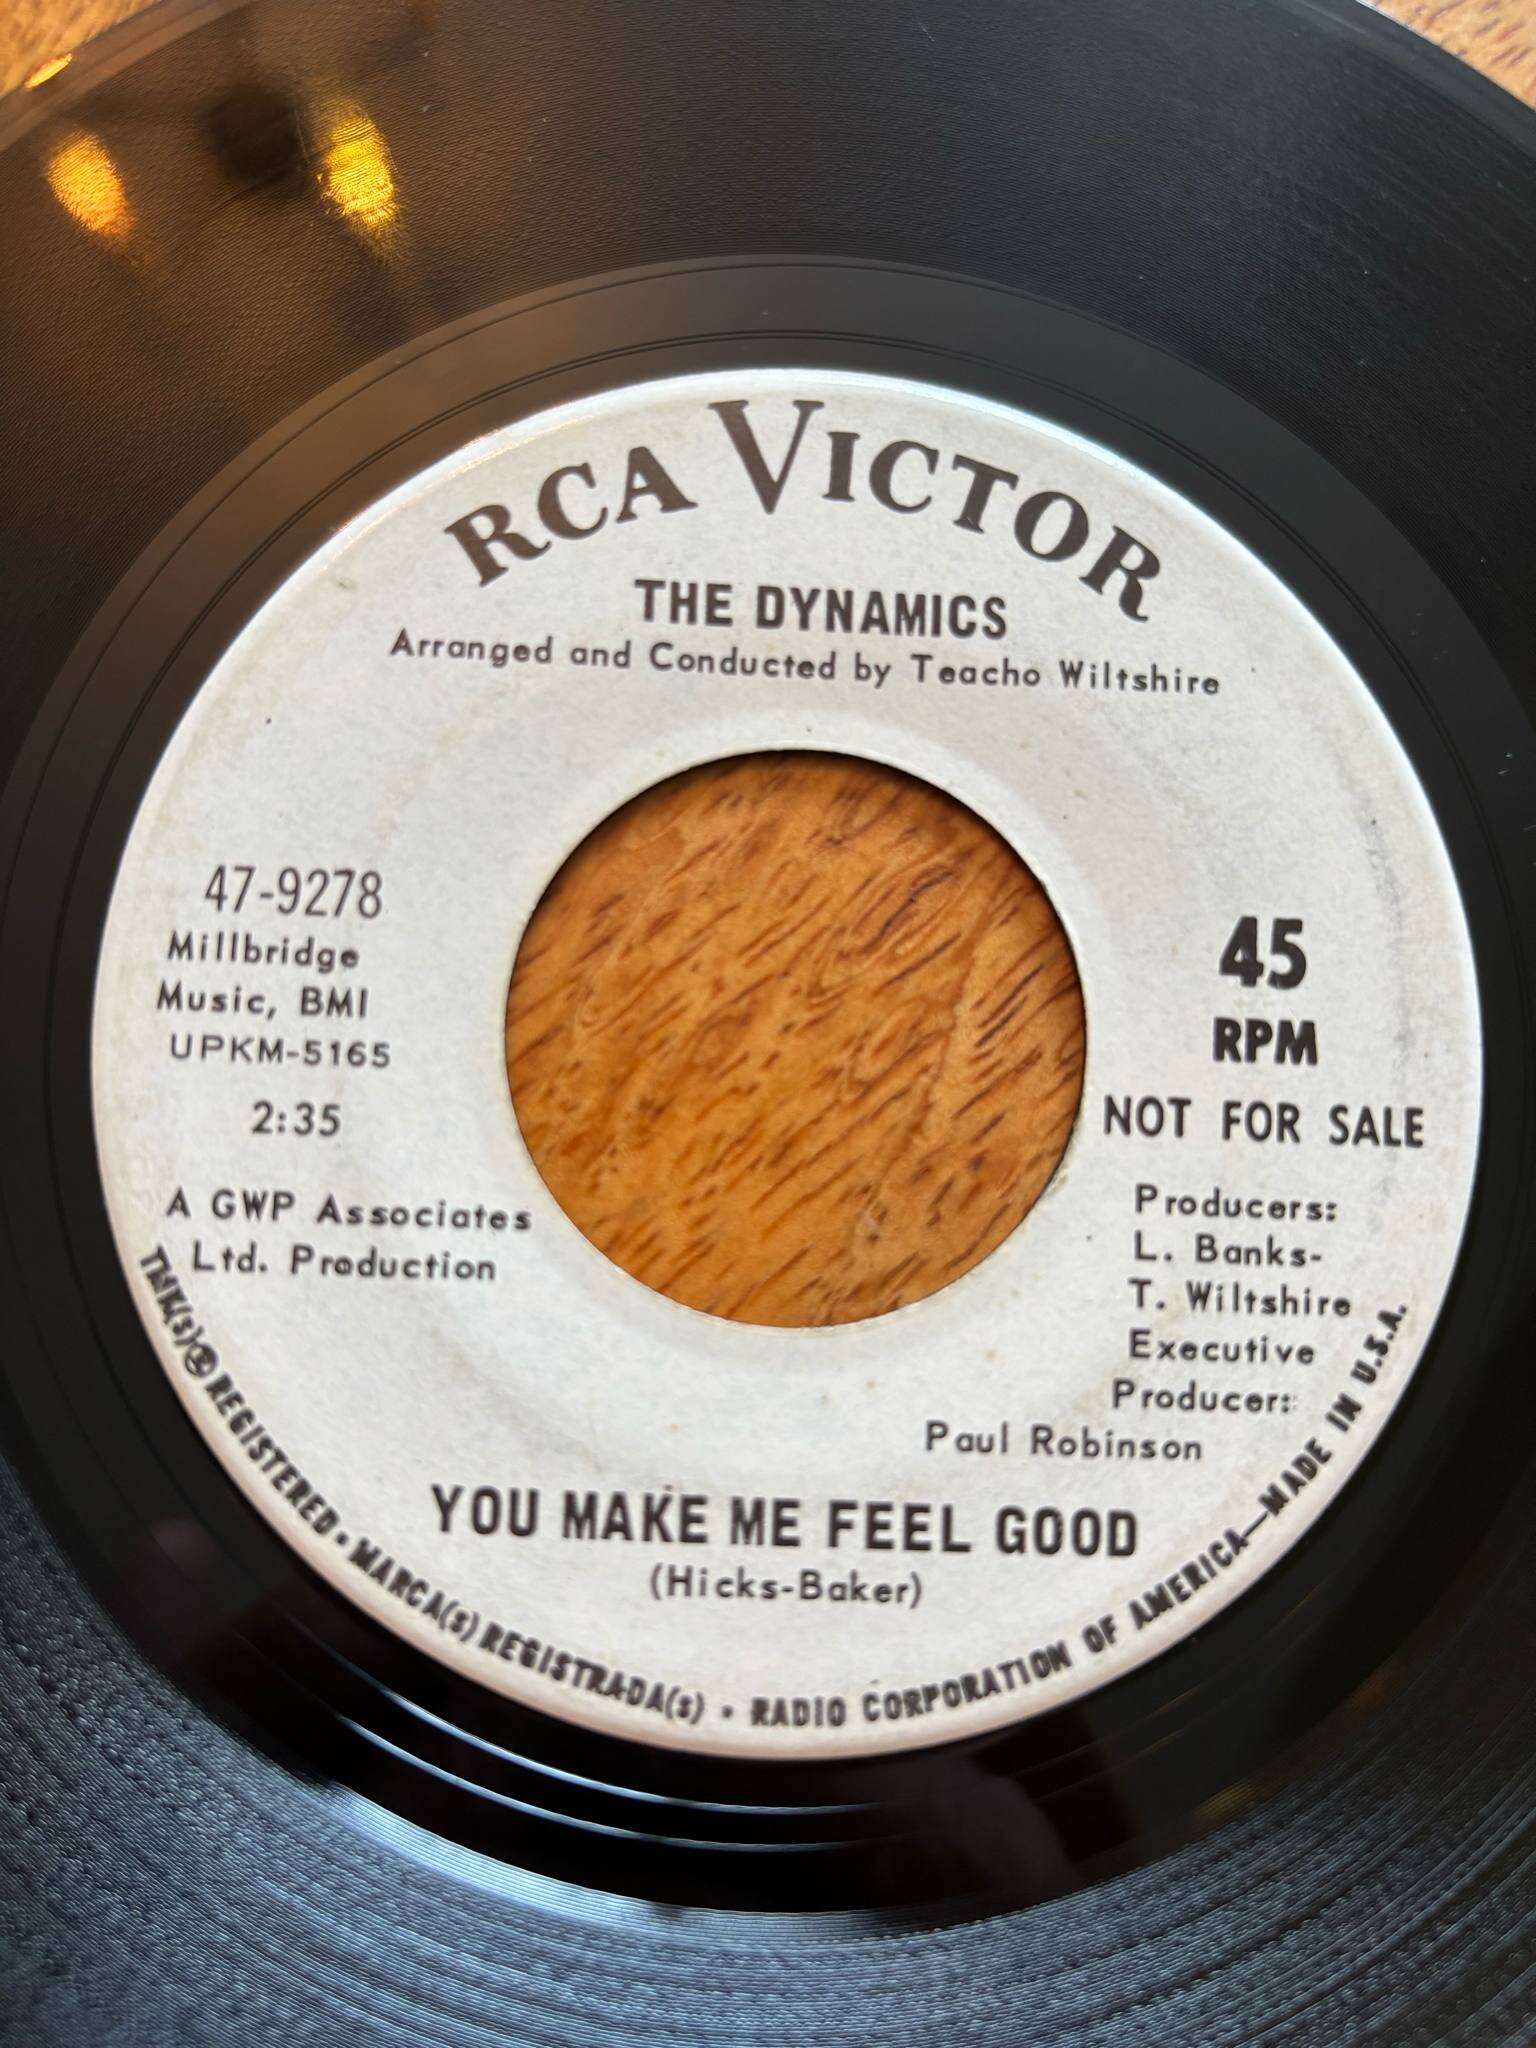 RCA VICTOR
THE DYNAMICS
Arranged and Conducted by Teacho Wiltshire
47-9278
Millbridge
Music, BMI
UPKM-5165
2:35
A GWP Associates
Ltd. Production
45
RPM
NOT FOR SALE
Producers:
L. Banks-
T. Wiltshire
Executive
Producer:
Paul Robinson
YOU MAKE ME FEEL GOOD
(Hicks-Baker)
TMK(s) ® REGISTERED • MARCA(s) REGISTRADA(s) • RADIO CORPORATION OF AMERICA—MADE IN U.S.A.